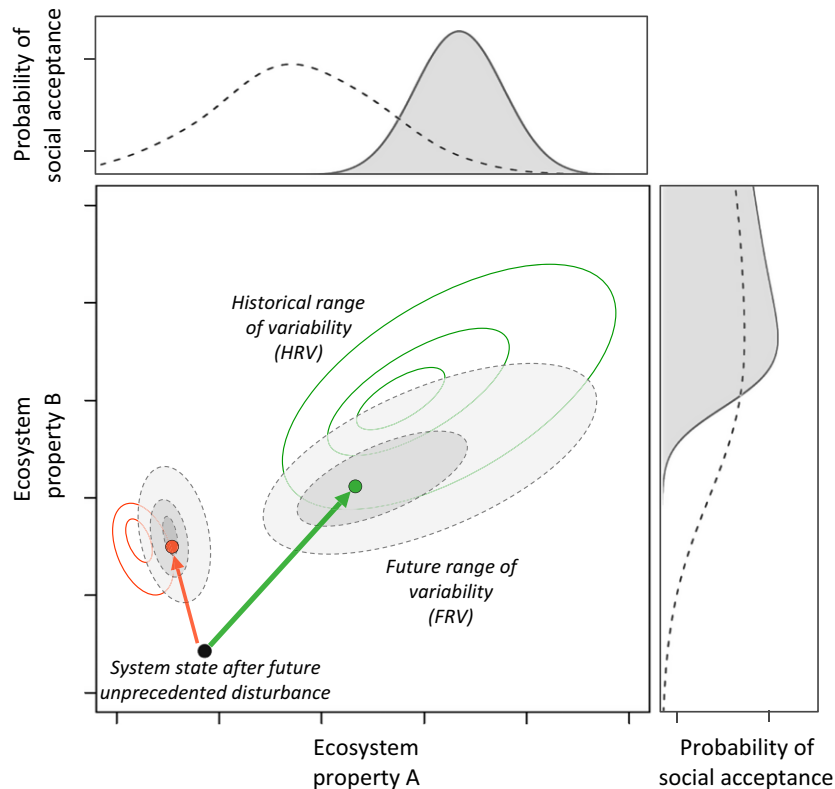 Probability of
social acceptance
Historical range
of variability
(HRV)
Ecosystem
property B
Future range of
variability
(FRV)
System state after future
unprecedented disturbance
Ecosystem
property A
Probability of
social acceptance